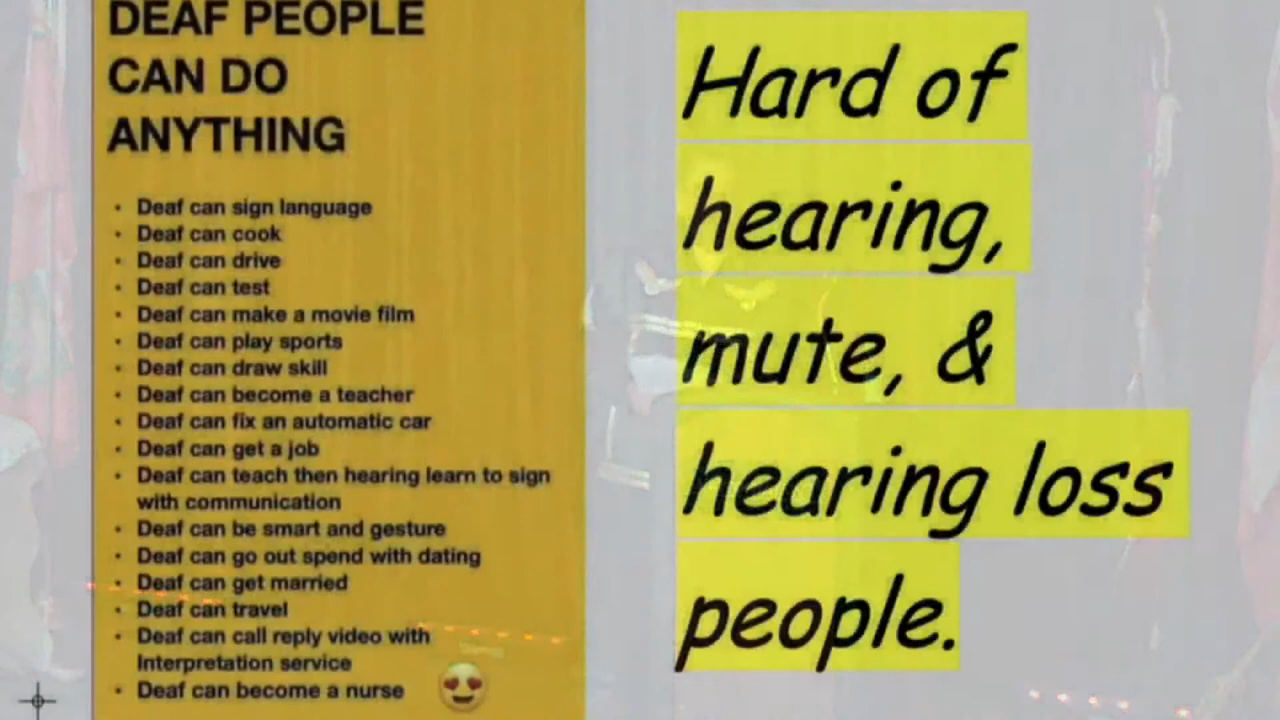 DEAF PEOPLE
CAN DO
ANYTHING
• Deaf can sign language
• Deaf can cook
• Deaf can drive
• Deaf can test
• Deaf can make a movie film
• Deaf can play sports
• Deaf can draw skill
• Deaf can become a teacher
• Deaf can fix an automatic car
• Deaf can get a job
• Deaf can teach then hearing learn to sign
with communication
• Deaf can be smart and gesture
• Deaf can go out spend with dating
• Deaf can get married
• Deaf can travel
• Deaf can call reply video with
Interpretation service
• Deaf can become a nurse
Hard of
hearing,
mute, &
hearing loss
people.